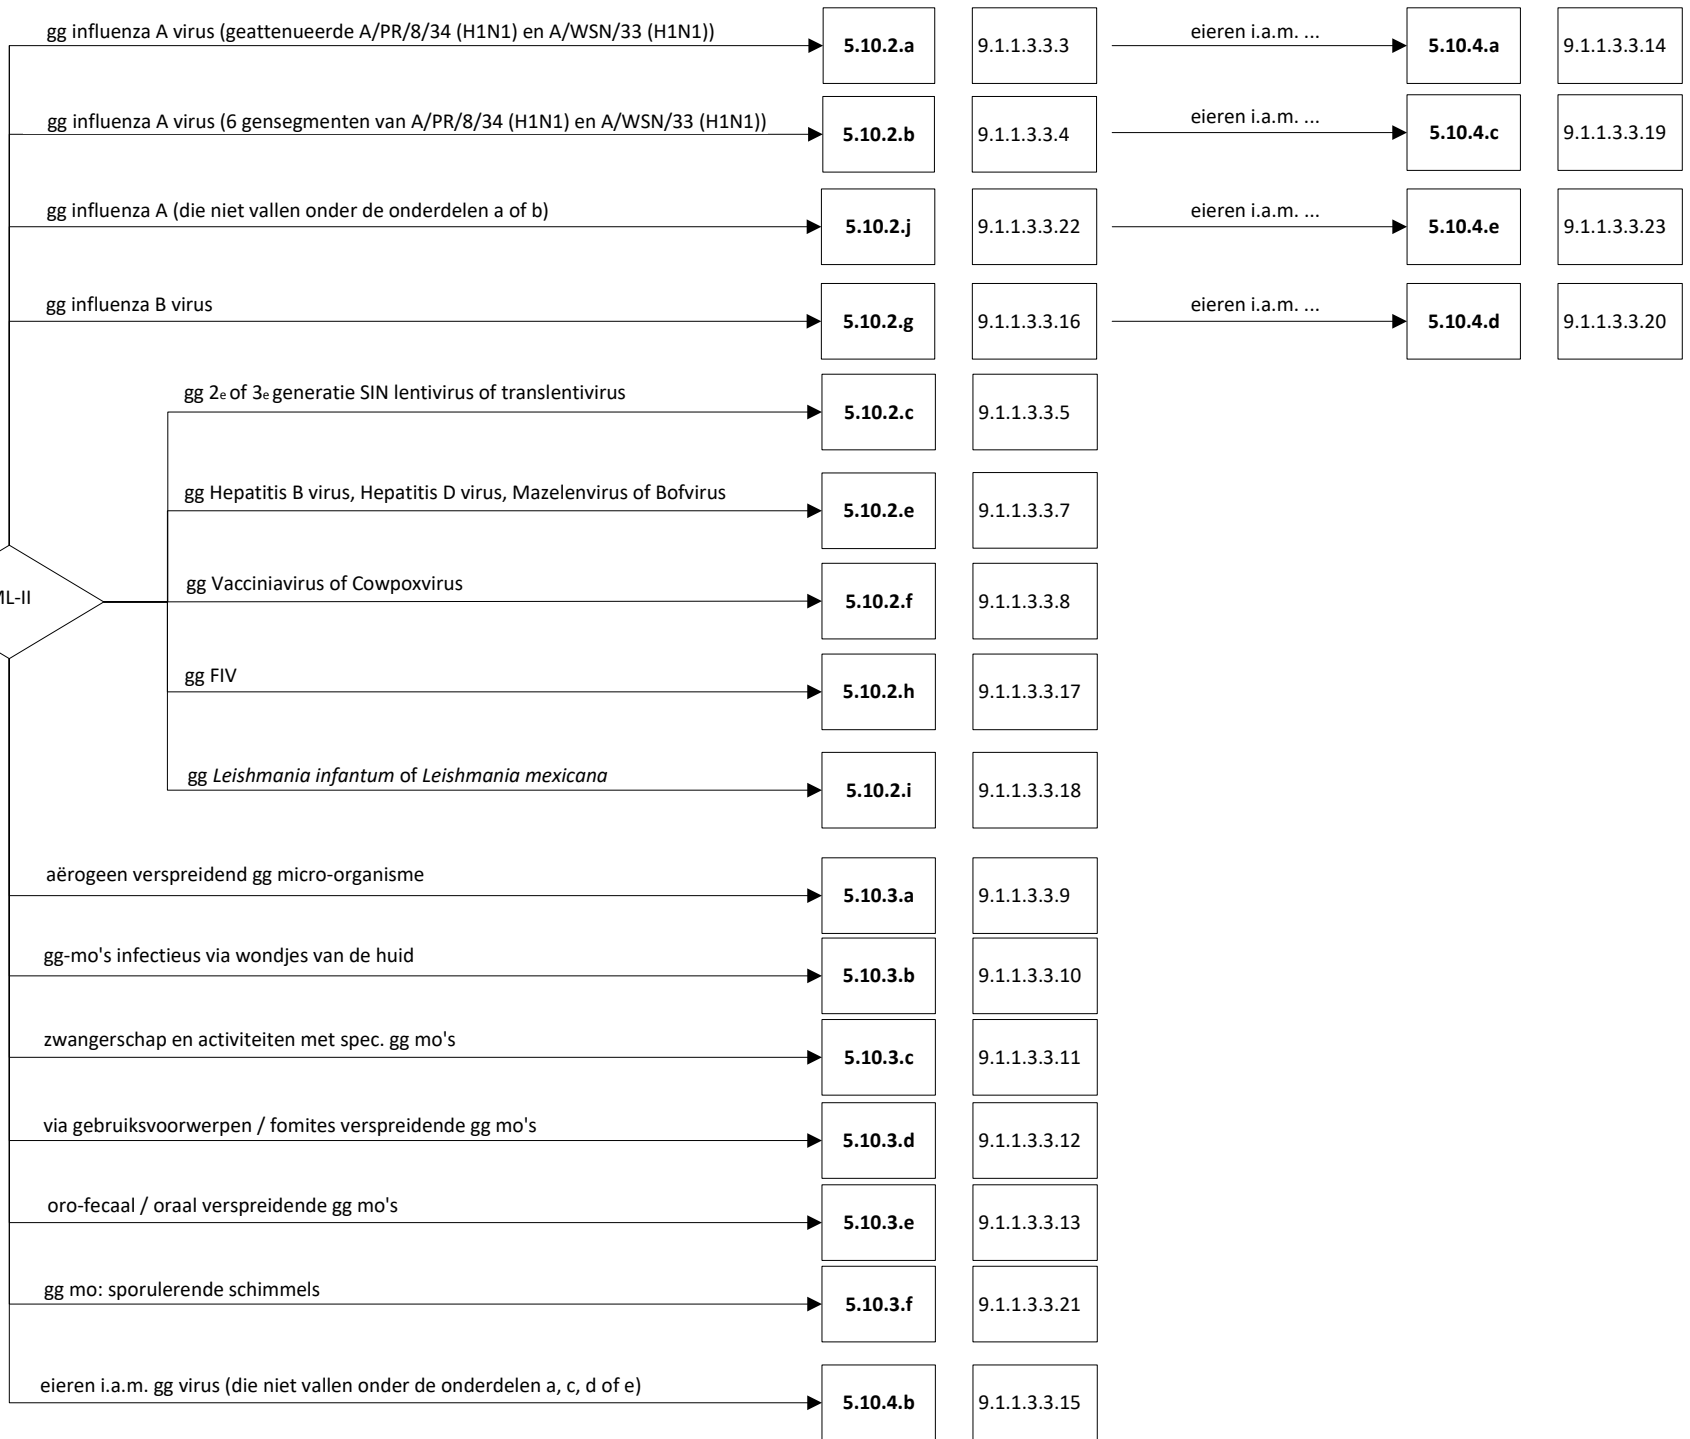 gg influenza A virus (geattenueerde A/PR/8/34 (H1N1) en A/WSN/33 (H1N1))
5.10.2.a
9.1.1.3.3.3
eieren i.a.m. ...
5.10.4.a
9.1.1.3.3.14
gg influenza A virus (6 gensegmenten van A/PR/8/34 (H1N1) en A/WSN/33 (H1N1))
5.10.2.b
9.1.1.3.3.4
eieren i.a.m. ...
5.10.4.c
9.1.1.3.3.19
gg influenza A (die niet vallen onder de onderdelen a of b)
5.10.2.j
9.1.1.3.3.22
eieren i.a.m. ...
5.10.4.e
9.1.1.3.3.23
gg influenza B virus
5.10.2.g
9.1.1.3.3.16
eieren i.a.m. ...
5.10.4.d
9.1.1.3.3.20
gg 2e of 3e generatie SIN lentivirus of translentivirus
5.10.2.c
9.1.1.3.3.5
gg Hepatitis B virus, Hepatitis D virus, Mazelenvirus of Bofvirus
5.10.2.e
9.1.1.3.3.7
ML-II
gg Vacciniavirus of Cowpoxvirus
5.10.2.f
9.1.1.3.3.8
gg FIV
5.10.2.h
9.1.1.3.3.17
gg Leishmania infantum of Leishmania mexicana
5.10.2.i
9.1.1.3.3.18
aërogeen verspreidend gg micro-organisme
5.10.3.a
9.1.1.3.3.9
gg-mo's infectieus via wondjes van de huid
5.10.3.b
9.1.1.3.3.10
zwangerschap en activiteiten met spec. gg mo's
5.10.3.c
9.1.1.3.3.11
via gebruiksvoorwerpen / fomites verspreidende gg mo's
5.10.3.d
9.1.1.3.3.12
oro-fecaal / oraal verspreidende gg mo's
5.10.3.e
9.1.1.3.3.13
gg mo: sporulerende schimmels
5.10.3.f
9.1.1.3.3.21
eieren i.a.m. gg virus (die niet vallen onder de onderdelen a, c, d of e)
5.10.4.b
9.1.1.3.3.15